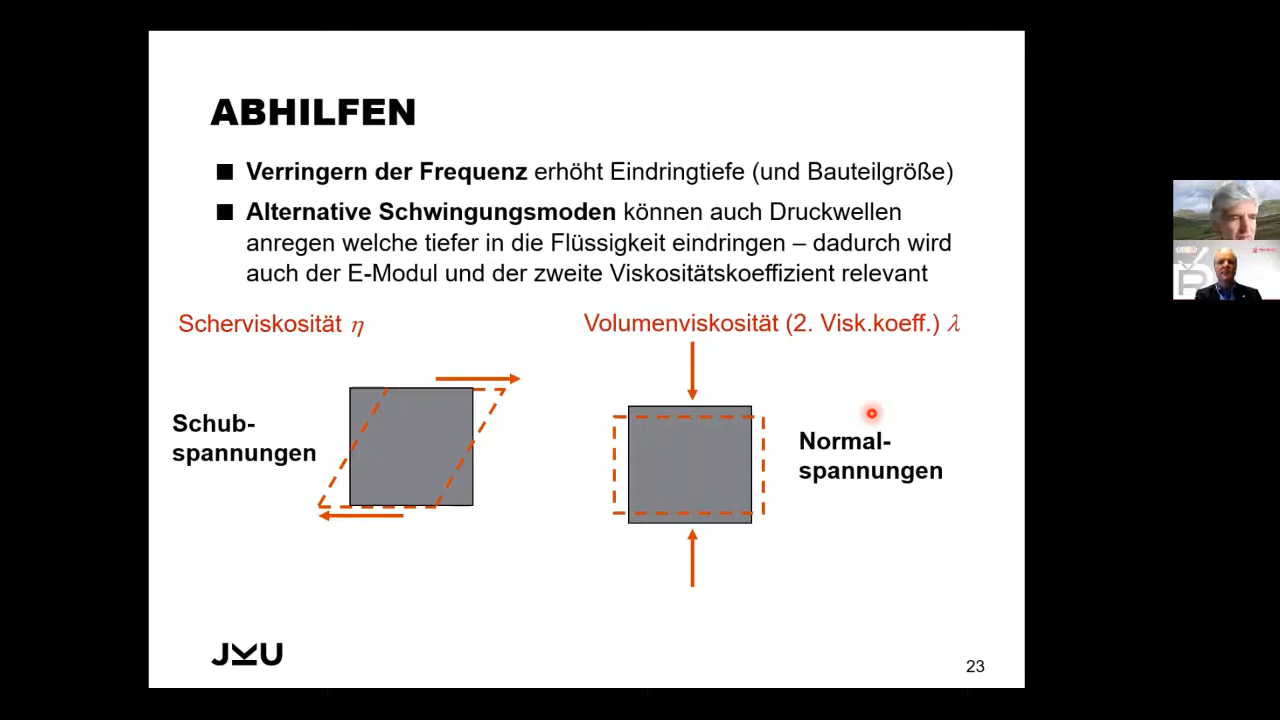 ABHILFEN
Verringern der Frequenz erhöht Eindringtiefe (und Bauteilgröße)
Alternative Schwingungsmoden können auch Druckwellen
anregen welche tiefer in die Flüssigkeit eindringen – dadurch wird
auch der E-Modul und der zweite Viskositätskoeffizient relevant
Scherviskosität η
Volumenviskosität (2. Visk.koeff.) λ
Schub-
spannungen
Normal-
spannungen
JKU
23